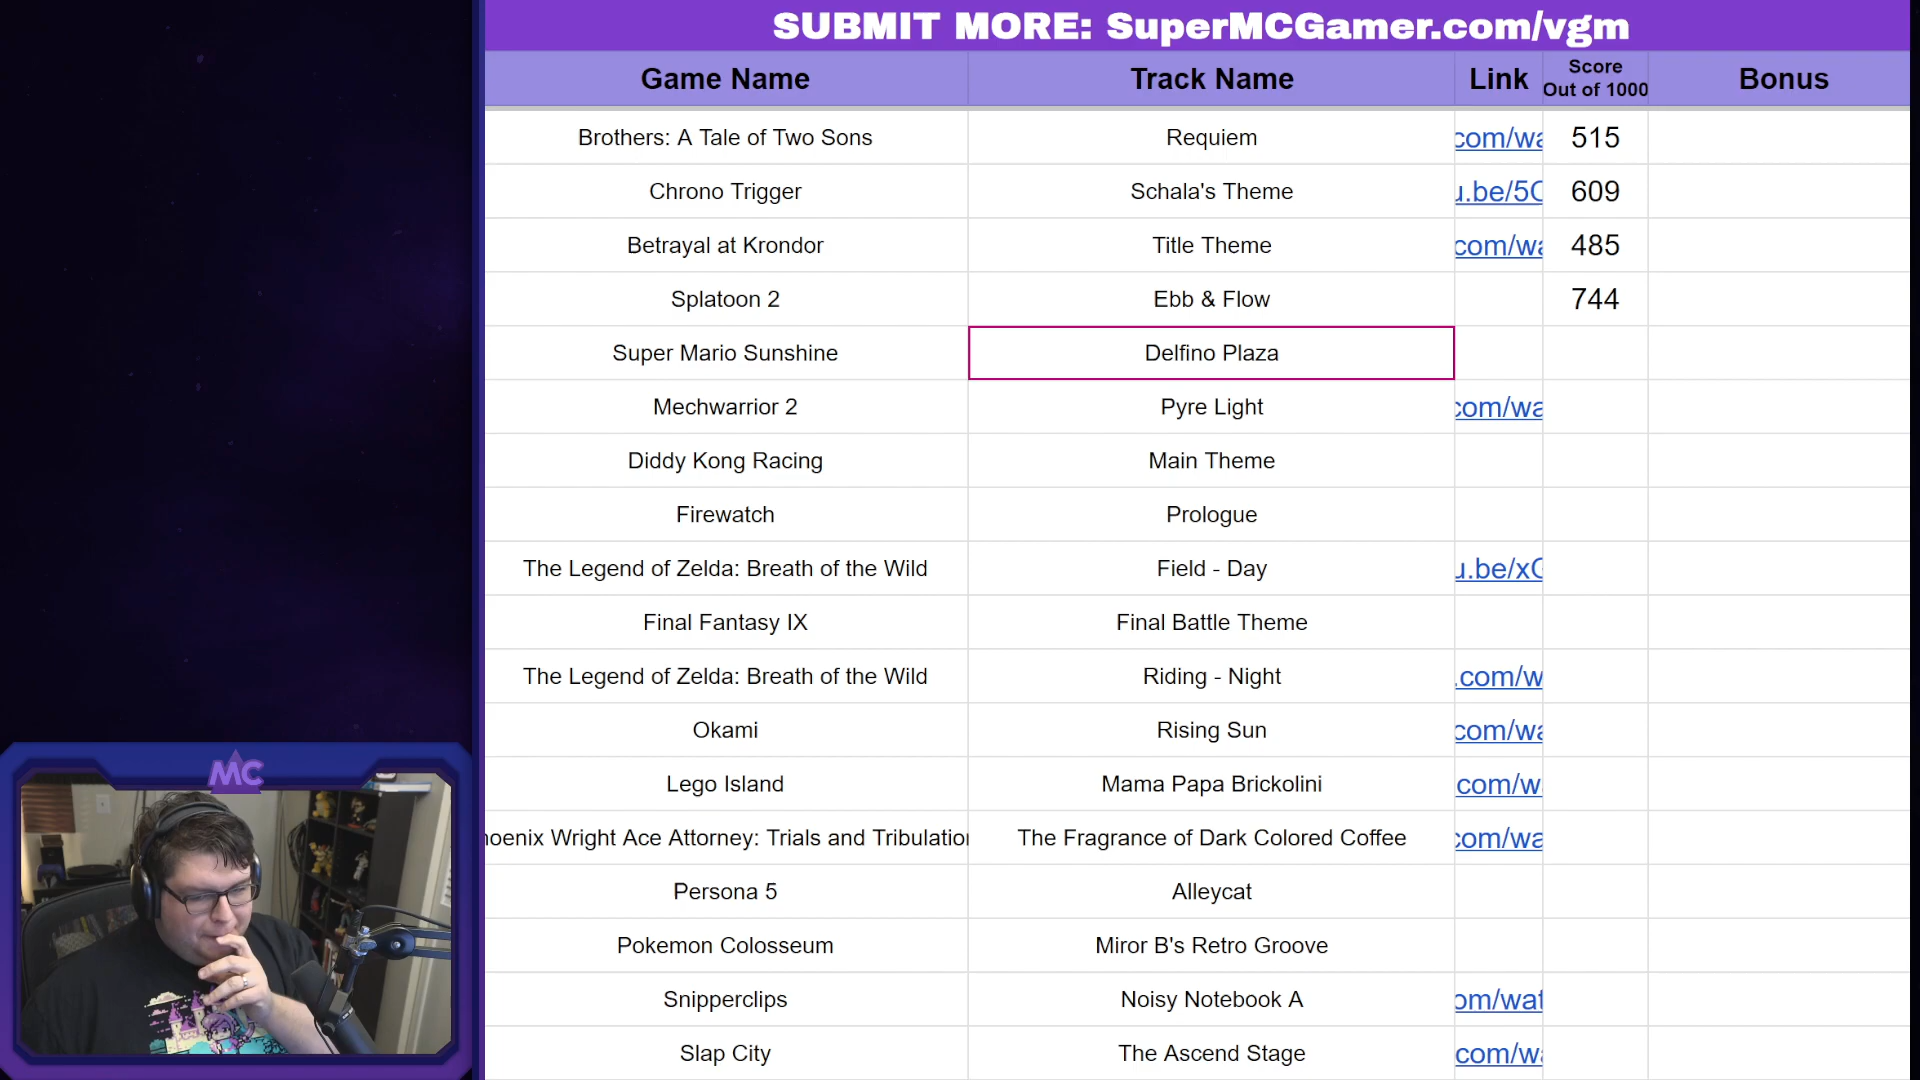 SUBMIT MORE: SuperMCGamer.com/vgm
Game Name Track Name Link Score Out of 1000 Bonus
Brothers: A Tale of Two Sons Requiem com/wa 515
Chrono Trigger Schala's Theme u.be/5C 609
Betrayal at Krondor Title Theme com/wa 485
Splatoon 2 Ebb & Flow 744
Super Mario Sunshine Delfino Plaza
Mechwarrior 2 Pyre Light com/wa
Diddy Kong Racing Main Theme
Firewatch Prologue
The Legend of Zelda: Breath of the Wild Field - Day u.be/xC
Final Fantasy IX Final Battle Theme
The Legend of Zelda: Breath of the Wild Riding - Night .com/w
Okami Rising Sun com/wa
Lego Island Mama Papa Brickolini com/w
hoenix Wright Ace Attorney: Trials and Tribulation The Fragrance of Dark Colored Coffee com/wa
Persona 5 Alleycat
Pokemon Colosseum Miror B's Retro Groove
Snipperclips Noisy Notebook A om/wat
Slap City The Ascend Stage com/wa
MC